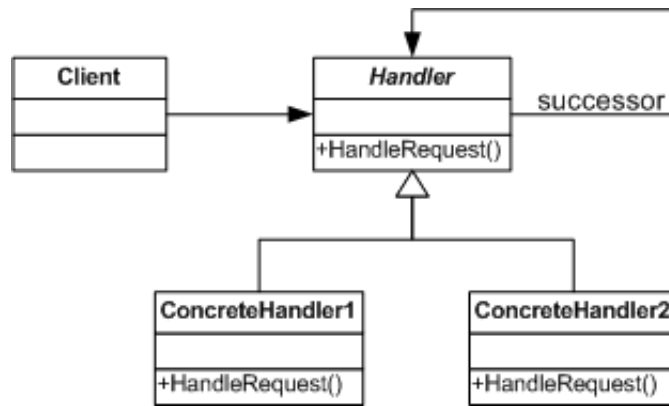 Client
Handler
successor
+HandleRequest()
ConcreteHandler1
ConcreteHandler2
+HandleRequest()
+HandleRequest()